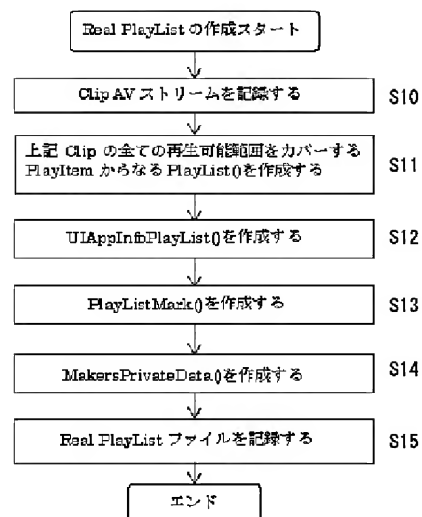 Real PlayList の作成スタート
Clip AV ストリームを記録する
S10
上記 Clip の全ての再生可能範囲をカバーする
PlayItem からなる PlayList()を作成する
S11
UIAppInfoPlayList()を作成する
S12
PlayListMark()を作成する
S13
MakersPrivateData()を作成する
S14
Real PlayList ファイルを記録する
S15
エンド